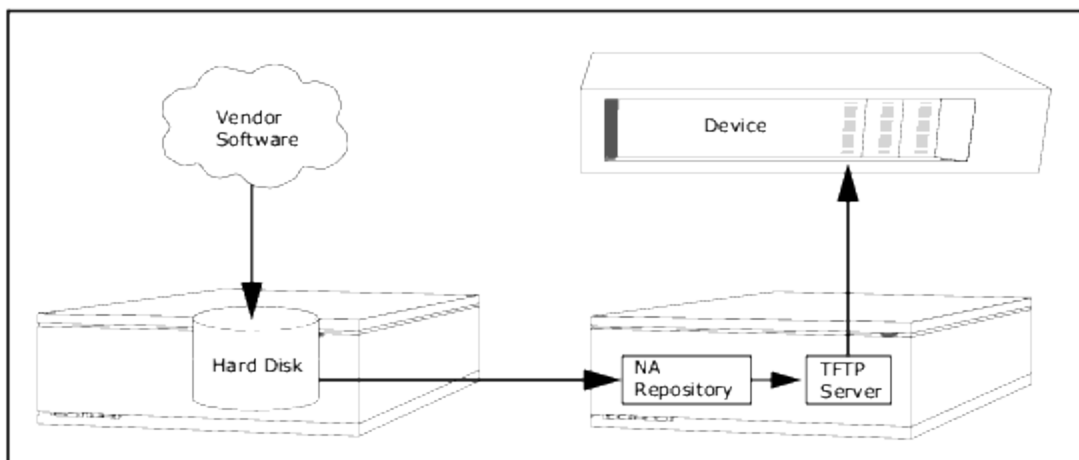 Vendor
Software
Device
Hard Disk
NA
Repository
TFTP
Server